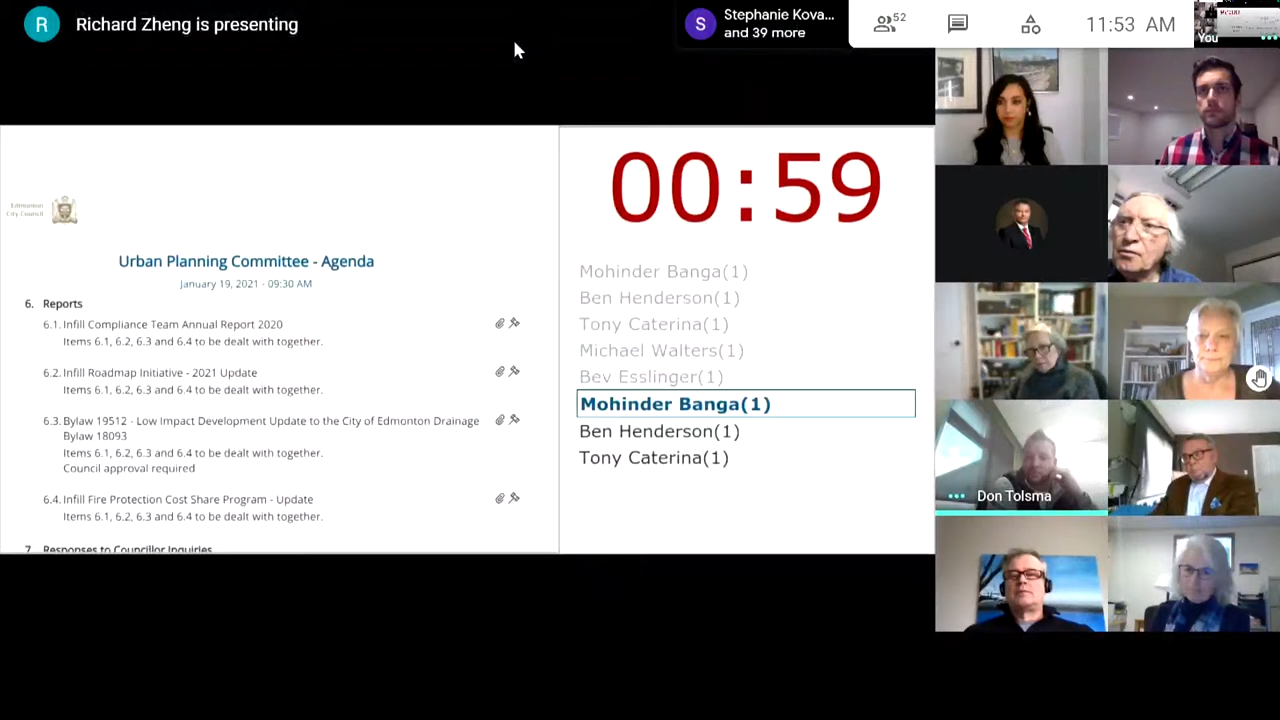 R Richard Zheng is presenting
S Stephanie Kova...
and 39 more
52
11:53 AM
You
Edmonton
City Council
Urban Planning Committee - Agenda
January 19, 2021 - 09:30 AM
6. Reports
6.1. Infill Compliance Team Annual Report 2020
Items 6.1, 6.2, 6.3 and 6.4 to be dealt with together.
6.2. Infill Roadmap Initiative - 2021 Update
Items 6.1, 6.2, 6.3 and 6.4 to be dealt with together.
6.3. Bylaw 19512 - Low Impact Development Update to the City of Edmonton Drainage
Bylaw 18093
Items 6.1, 6.2, 6.3 and 6.4 to be dealt with together.
Council approval required
6.4. Infill Fire Protection Cost Share Program - Update
Items 6.1, 6.2, 6.3 and 6.4 to be dealt with together.
7. Responses to Councillor Inquiries
00:59
Mohinder Banga(1)
Ben Henderson(1)
Tony Caterina(1)
Michael Walters(1)
Bev Esslinger(1)
Mohinder Banga(1)
Ben Henderson(1)
Tony Caterina(1)
Don Tolsma